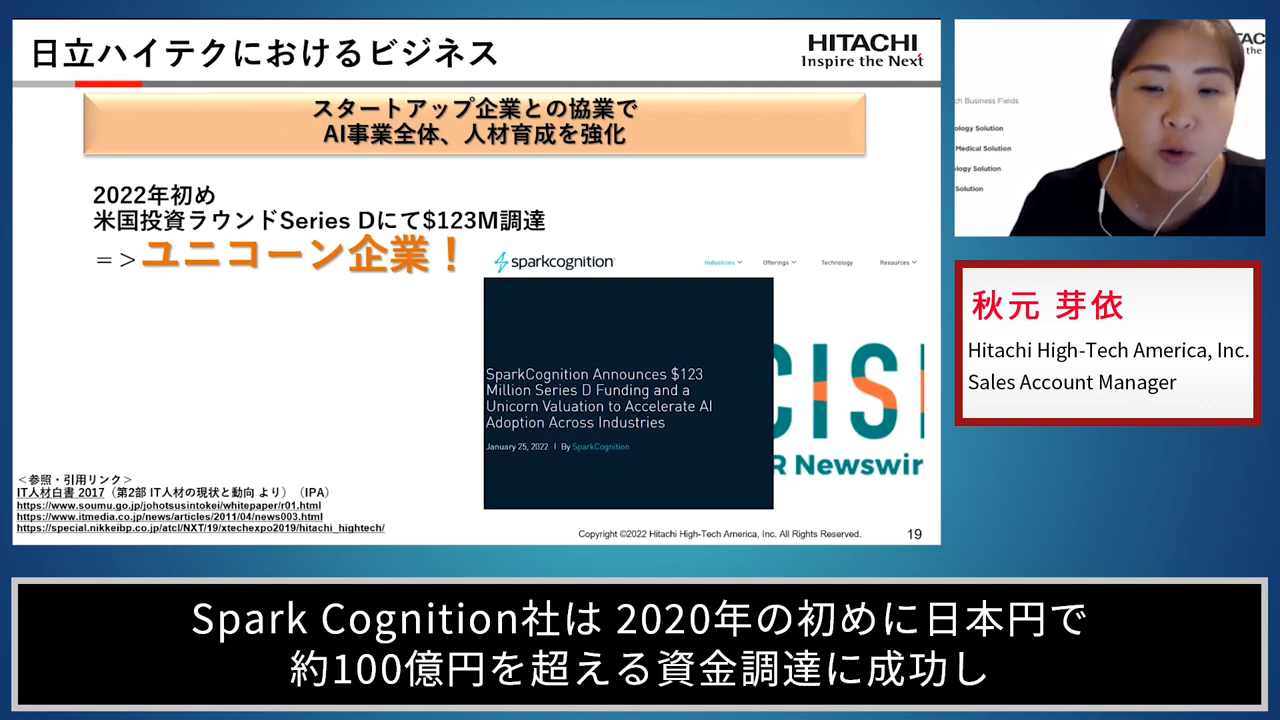 日立ハイテクにおけるビジネス
HITACHI
Inspire the Next
スタートアップ企業との協業で
AI事業全体、人材育成を強化
2022年初め
米国投資ラウンドSeries Dにて$123M調達
=>ユニコーン企業！
sparkcognition
Industries
Offerings
Technology
Resources
SparkCognition Announces $123
Million Series D Funding and a
Unicorn Valuation to Accelerate AI
Adoption Across Industries
January 25, 2022 | By SparkCognition
CIS
R Newswir
＜参照・引用リンク＞
IT人材白書 2017（第2部 IT人材の現状と動向 より）（IPA）
https://www.soumu.go.jp/johotsusintokei/whitepaper/r01.html
https://www.itmedia.co.jp/news/articles/2011/04/news003.html
https://special.nikkeibp.co.jp/atcl/NXT/19/xtechexpo2019/hitachi_hightech/
Copyright ©2022 Hitachi High-Tech America, Inc. All Rights Reserved.
19
TAC
the
ch Business Fields
ology Solution
Medical Solution
ology Solution
Solution
秋元 芽依
Hitachi High-Tech America, Inc.
Sales Account Manager
Spark Cognition社は 2020年の初めに日本円で
約100億円を超える資金調達に成功し